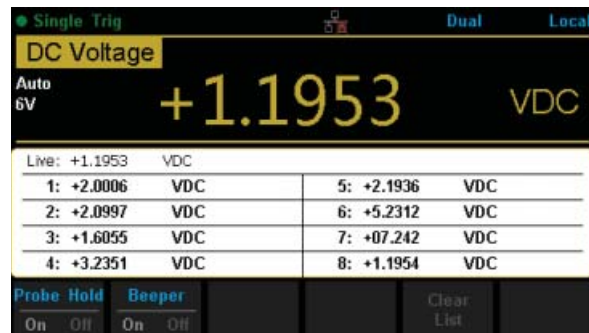 Single Trig Dual Local
DC Voltage
Auto
6V
+1.1953 VDC
Live: +1.1953 VDC
1: +2.0006 VDC 5: +2.1936 VDC
2: +2.0997 VDC 6: +5.2312 VDC
3: +1.6055 VDC 7: +07.242 VDC
4: +3.2351 VDC 8: +1.1954 VDC
Probe Hold Beeper Clear
On Off On Off List